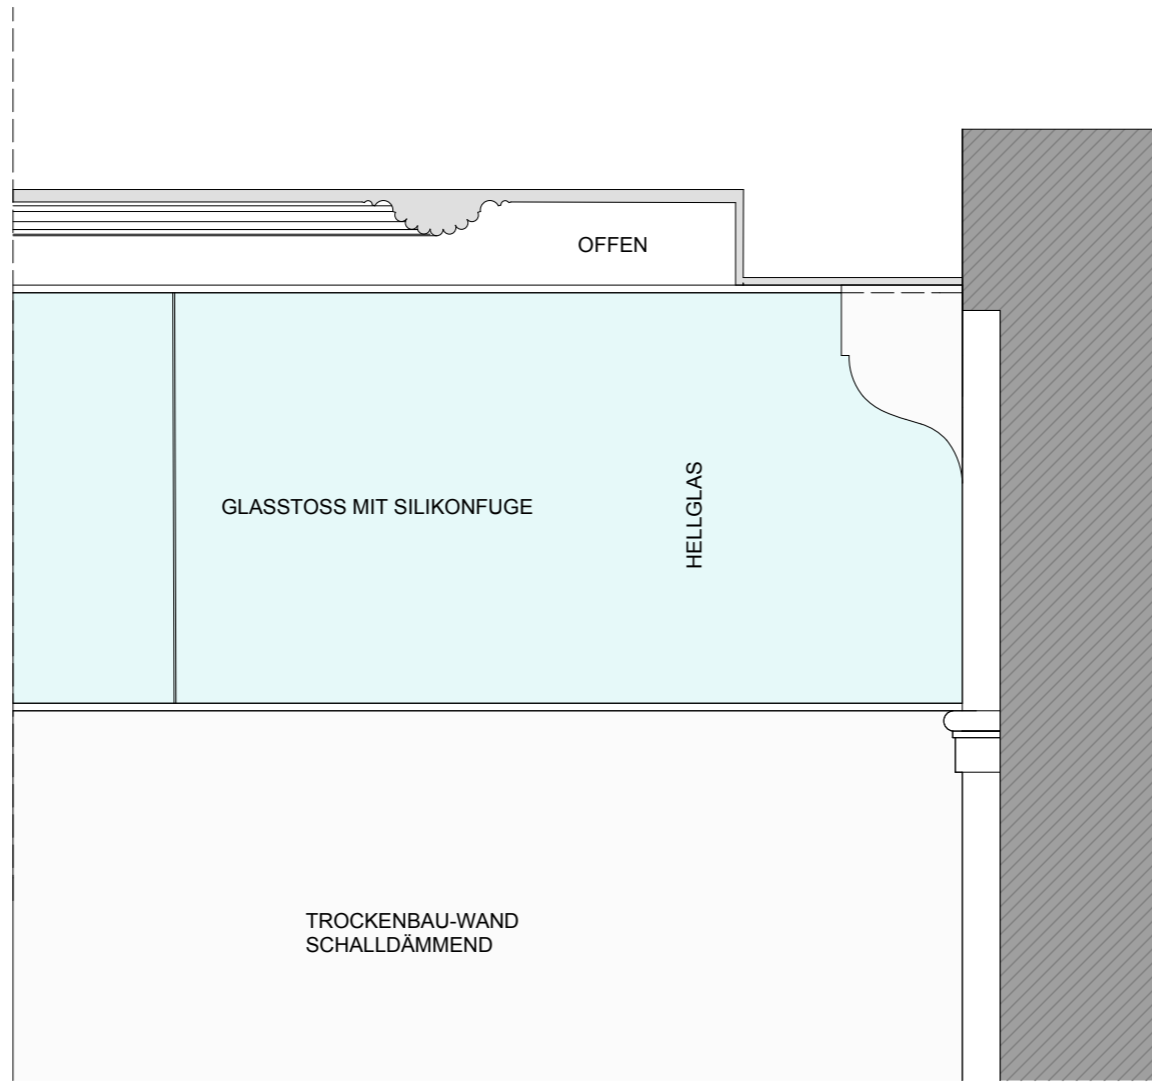 OFFEN
GLASSTOSS MIT SILIKONFUGE
HELLGLAS
TROCKENBAU-WAND
SCHALLDÄMMEND